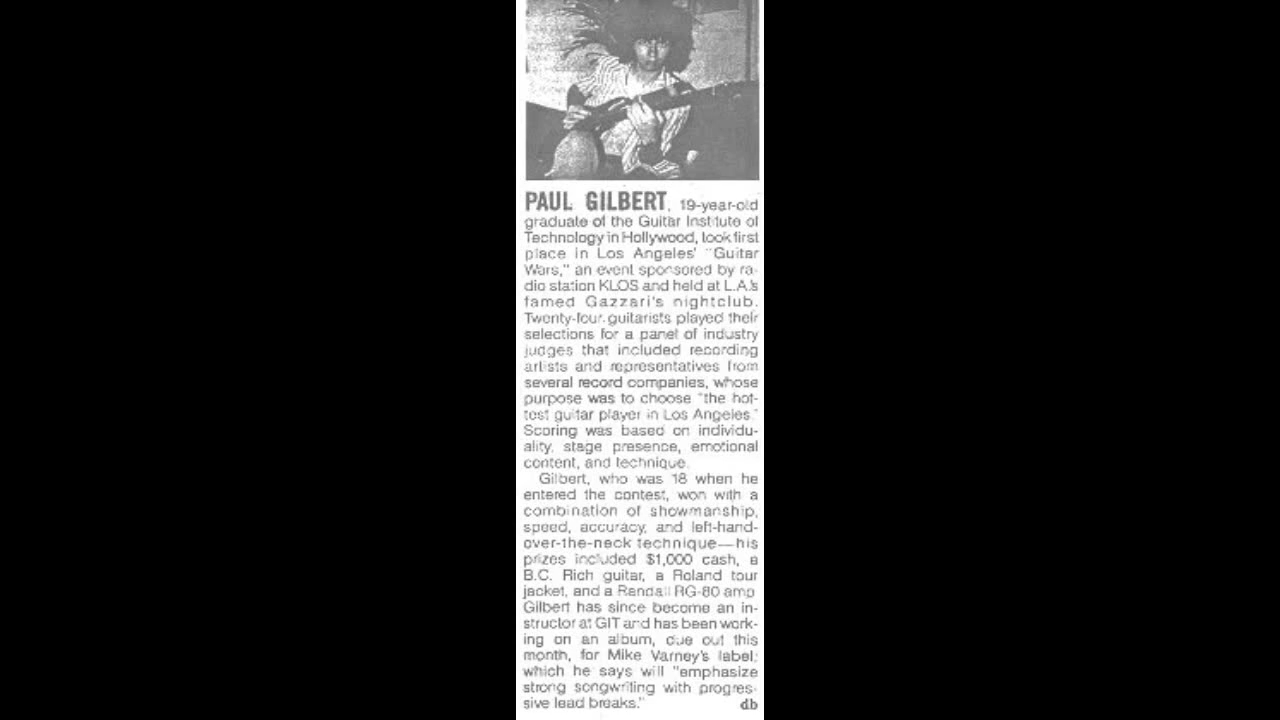 PAUL GILBERT, 19-year-old
graduate of the Guitar Institute of
Technology in Hollywood, took first
place in Los Angeles' "Guitar
Wars," an event sponsored by ra-
dio station KLOS and held at L.A.'s
famed Gazzari's nightclub.
Twenty-four guitarists played their
selections for a panel of industry
judges that included recording
artists and representatives from
several record companies, whose
purpose was to choose "the hot-
test guitar player in Los Angeles."
Scoring was based on individu-
ality, stage presence, emotional
content, and technique.
Gilbert, who was 18 when he
entered the contest, won with a
combination of showmanship,
speed, accuracy, and left-hand-
over-the-neck technique—his
prizes included $1,000 cash, a
B.C. Rich guitar, a Roland tour
jacket, and a Randall RG-80 amp.
Gilbert has since become an in-
structor at GIT and has been work-
ing on an album, due out this
month, for Mike Varney's label,
which he says will "emphasize
strong songwriting with progres-
sive lead breaks." db